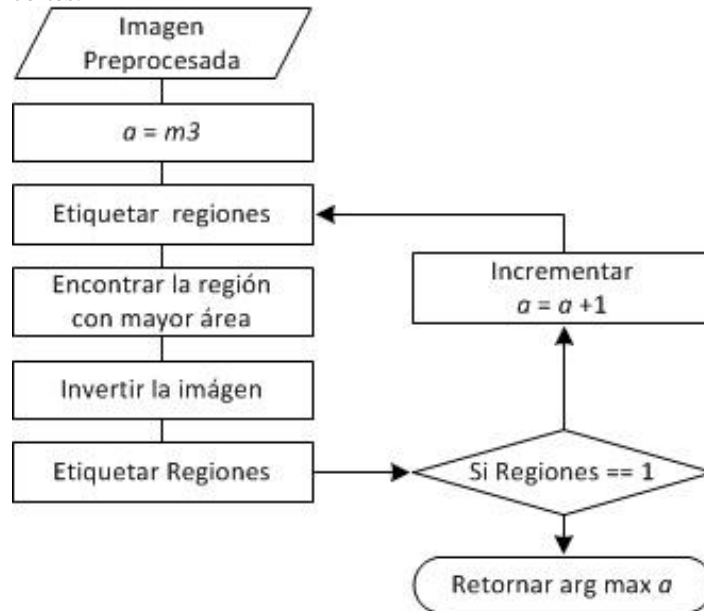 Imagen
Preprocesada
a = m3
Etiquetar regiones
Encontrar la región
con mayor área
Invertir la imágen
Etiquetar Regiones
Incrementar
a = a +1
Si Regiones == 1
Retornar arg max a